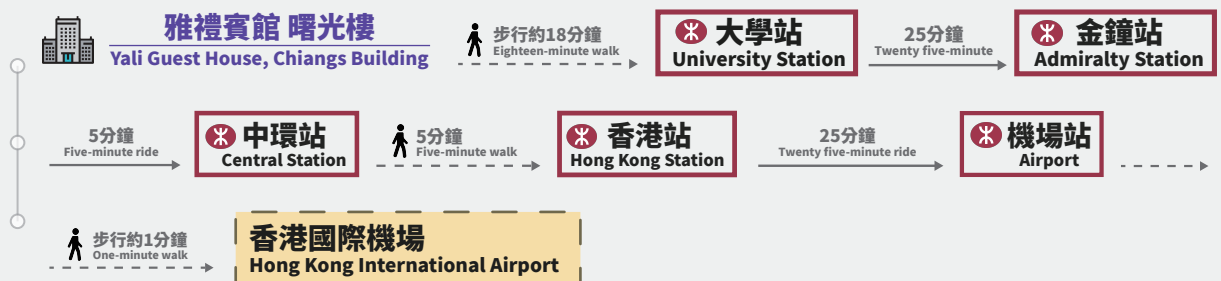 雅禮賓館 曙光樓
Yali Guest House, Chiangs Building
步行約18分鐘
Eighteen-minute walk
大學站
University Station
25分鐘
Twenty five-minute
金鐘站
Admiralty Station
5分鐘
Five-minute ride
中環站
Central Station
5分鐘
Five-minute walk
香港站
Hong Kong Station
25分鐘
Twenty five-minute ride
機場站
Airport
步行約1分鐘
One-minute walk
香港國際機場
Hong Kong International Airport